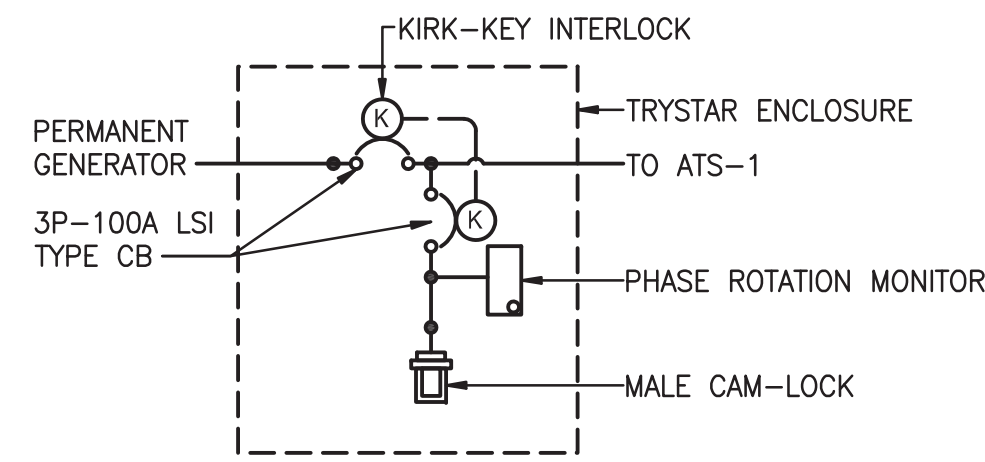 KIRK-KEY INTERLOCK
K
TRYSTAR ENCLOSURE
PERMANENT
GENERATOR
TO ATS-1
3P-100A LSI
TYPE CB
K
PHASE ROTATION MONITOR
MALE CAM-LOCK